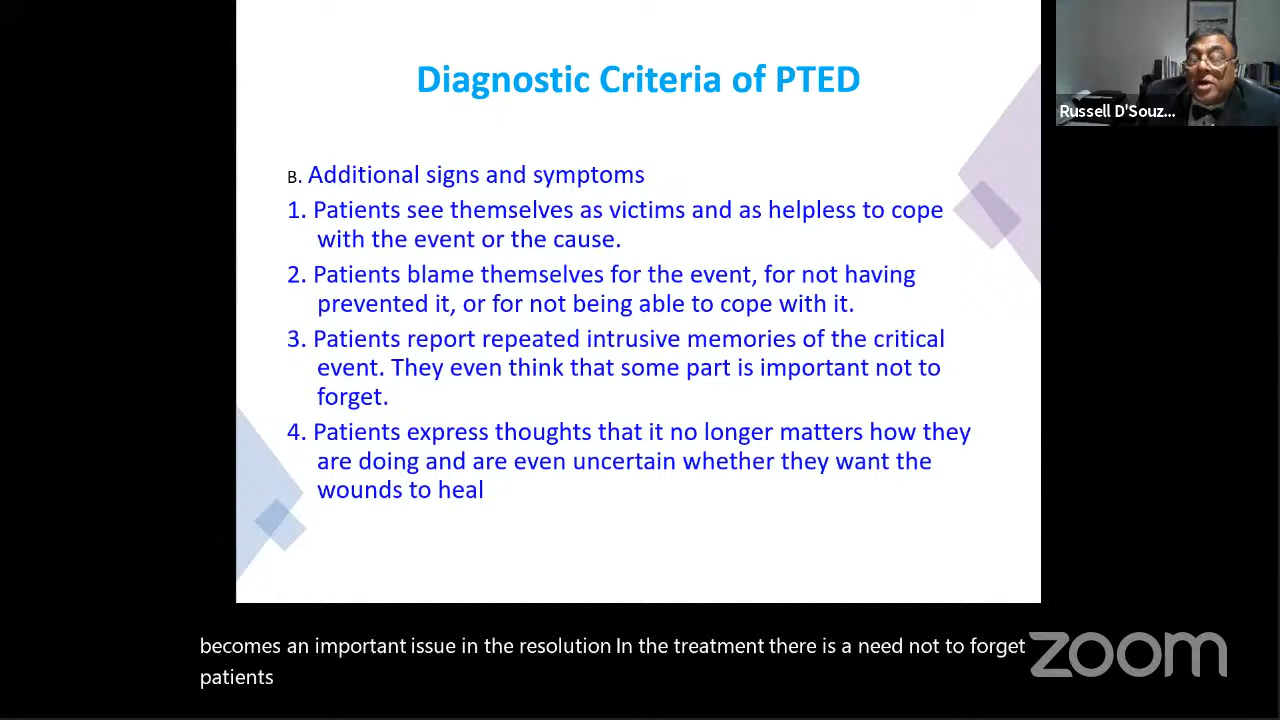 Diagnostic Criteria of PTED
Russell D'Souz...
B. Additional signs and symptoms
1. Patients see themselves as victims and as helpless to cope
with the event or the cause.
2. Patients blame themselves for the event, for not having
prevented it, or for not being able to cope with it.
3. Patients report repeated intrusive memories of the critical
event. They even think that some part is important not to
forget.
4. Patients express thoughts that it no longer matters how they
are doing and are even uncertain whether they want the
wounds to heal
becomes an important issue in the resolution In the treatment there is a need not to forget
patients
zoom